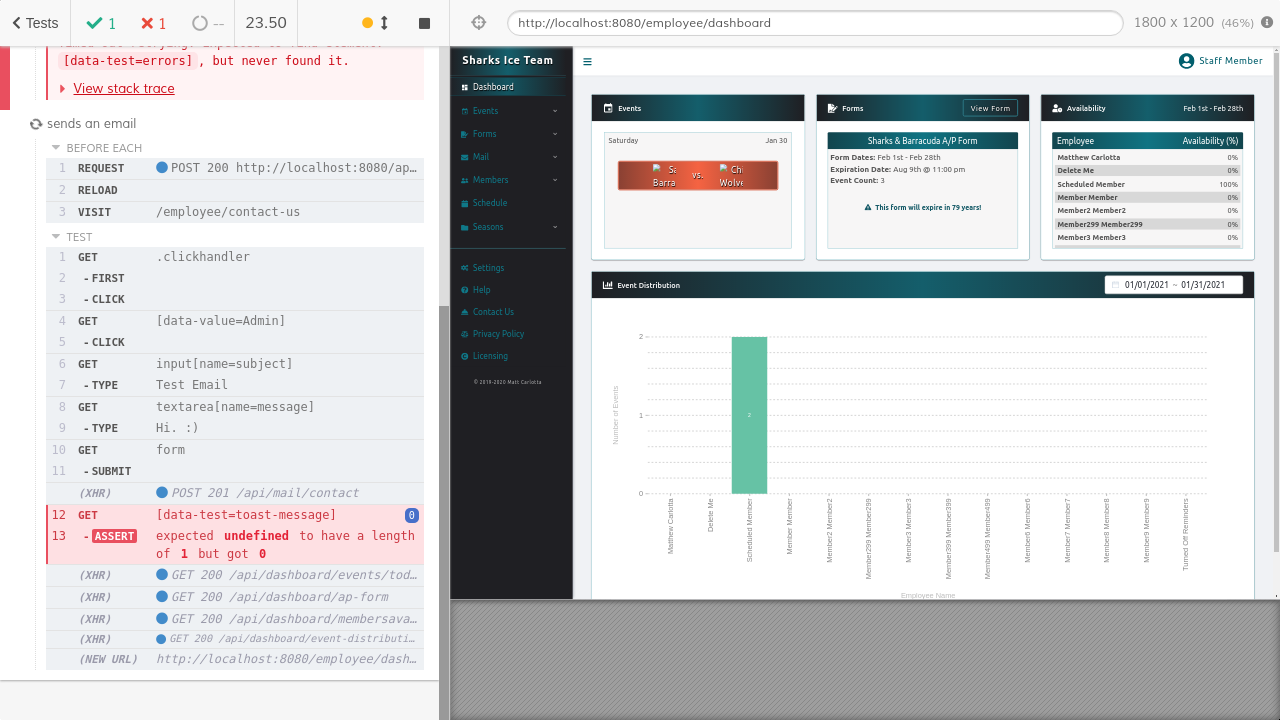 Tests
1
1
--
23.50
http://localhost:8080/employee/dashboard
1800 x 1200 (46%)
[data-test=errors] , but never found it.
View stack trace
sends an email
BEFORE EACH
1 REQUEST POST 200 http://localhost:8080/ap…
2 RELOAD
3 VISIT /employee/contact-us
TEST
1 GET .clickhandler
2 -FIRST
3 -CLICK
4 GET [data-value=Admin]
5 -CLICK
6 GET input[name=subject]
7 -TYPE Test Email
8 GET textarea[name=message]
9 -TYPE Hi. :)
10 GET form
11 -SUBMIT
(XHR) POST 201 /api/mail/contact
12 GET [data-test=toast-message] 0
13 -ASSERT expected undefined to have a length
of 1 but got 0
(XHR) GET 200 /api/dashboard/events/tod…
(XHR) GET 200 /api/dashboard/ap-form
(XHR) GET 200 /api/dashboard/membersava…
(XHR) GET 200 /api/dashboard/event-distributi…
(NEW URL) http://localhost:8080/employee/dash…
Sharks Ice Team
Dashboard
Events
Forms
Mail
Members
Schedule
Seasons
Settings
Help
Contact Us
Privacy Policy
Licensing
© 2019-2020 Matt Carlotta
Staff Member
Events
Saturday Jan 30
Sa
Barra
vs.
Chi
Wolve
Forms
View Form
Sharks & Barracuda A/P Form
Form Dates: Feb 1st - Feb 28th
Expiration Date: Aug 9th @ 11:00 pm
Event Count: 3
This form will expire in 79 years!
Availability Feb 1st - Feb 28th
Employee Availability (%)
Matthew Carlotta 0%
Delete Me 0%
Scheduled Member 100%
Member Member 0%
Member2 Member2 0%
Member299 Member299 0%
Member3 Member3 0%
Event Distribution
01/01/2021 ~ 01/31/2021
Number of Events
2
1
0
2
Matthew Carlotta
Delete Me
Scheduled Member
Member Member
Member2 Member2
Member299 Member299
Member3 Member3
Member399 Member399
Member499 Member499
Member6 Member6
Member7 Member7
Member8 Member8
Member9 Member9
Turned Off Reminders
Employee Name